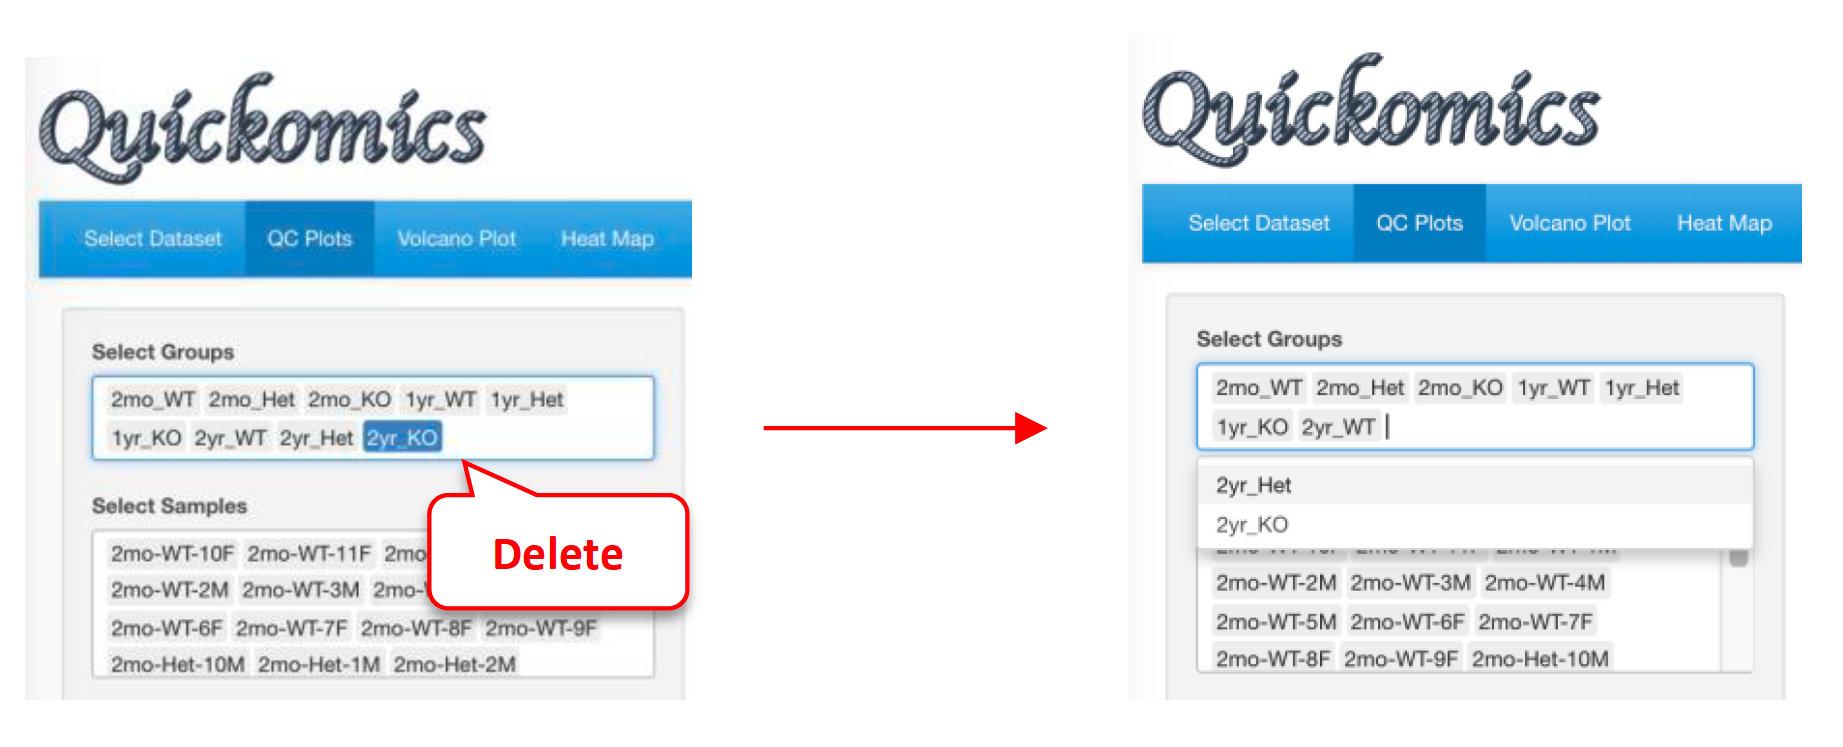 Quickomics
Select Dataset QC Plots Volcano Plot Heat Map
Select Groups
2mo_WT 2mo_Het 2mo_KO 1yr_WT 1yr_Het
1yr_KO 2yr_WT 2yr_Het 2yr_KO
Select Samples
2mo-WT-10F 2mo-WT-11F 2mo
2mo-WT-2M 2mo-WT-3M 2mo-
2mo-WT-6F 2mo-WT-7F 2mo-WT-8F 2mo-WT-9F
2mo-Het-10M 2mo-Het-1M 2mo-Het-2M
Delete
Quickomics
Select Dataset QC Plots Volcano Plot Heat Map
Select Groups
2mo_WT 2mo_Het 2mo_KO 1yr_WT 1yr_Het
1yr_KO 2yr_WT
2yr_Het
2yr_KO
2mo-WT-2M 2mo-WT-3M 2mo-WT-4M
2mo-WT-5M 2mo-WT-6F 2mo-WT-7F
2mo-WT-8F 2mo-WT-9F 2mo-Het-10M